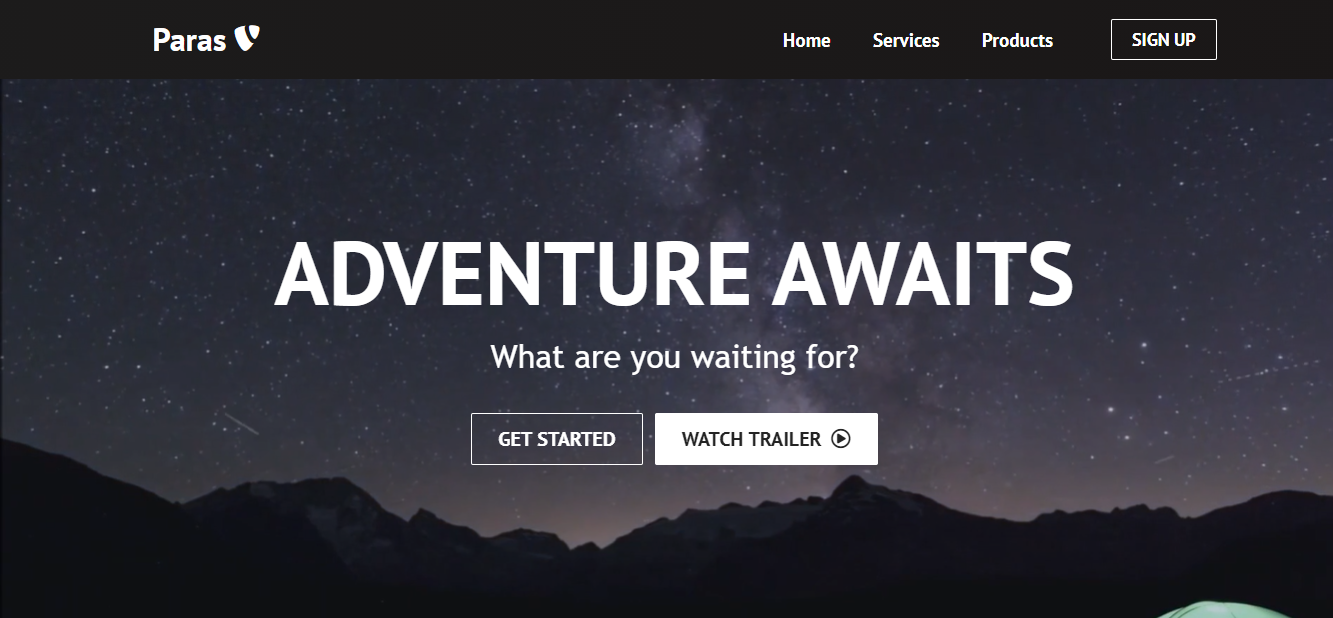 Paras
Home Services Products SIGN UP
ADVENTURE AWAITS
What are you waiting for?
GET STARTED WATCH TRAILER